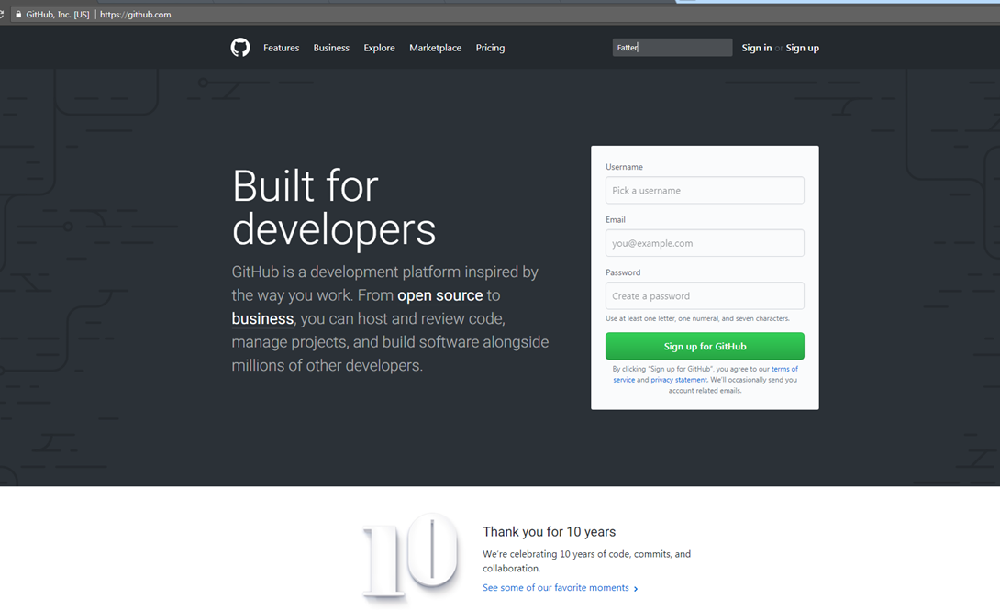 GitHub, Inc. [US] | https://github.com
Features Business Explore Marketplace Pricing Fatter Sign in or Sign up
Built for
developers
GitHub is a development platform inspired by
the way you work. From open source to
business, you can host and review code,
manage projects, and build software alongside
millions of other developers.
Username
Pick a username
Email
you@example.com
Password
Create a password
Use at least one letter, one numeral, and seven characters.
Sign up for GitHub
By clicking “Sign up for GitHub”, you agree to our terms of
service and privacy statement. We’ll occasionally send you
account related emails.
10
Thank you for 10 years
We’re celebrating 10 years of code, commits, and
collaboration.
See some of our favorite moments